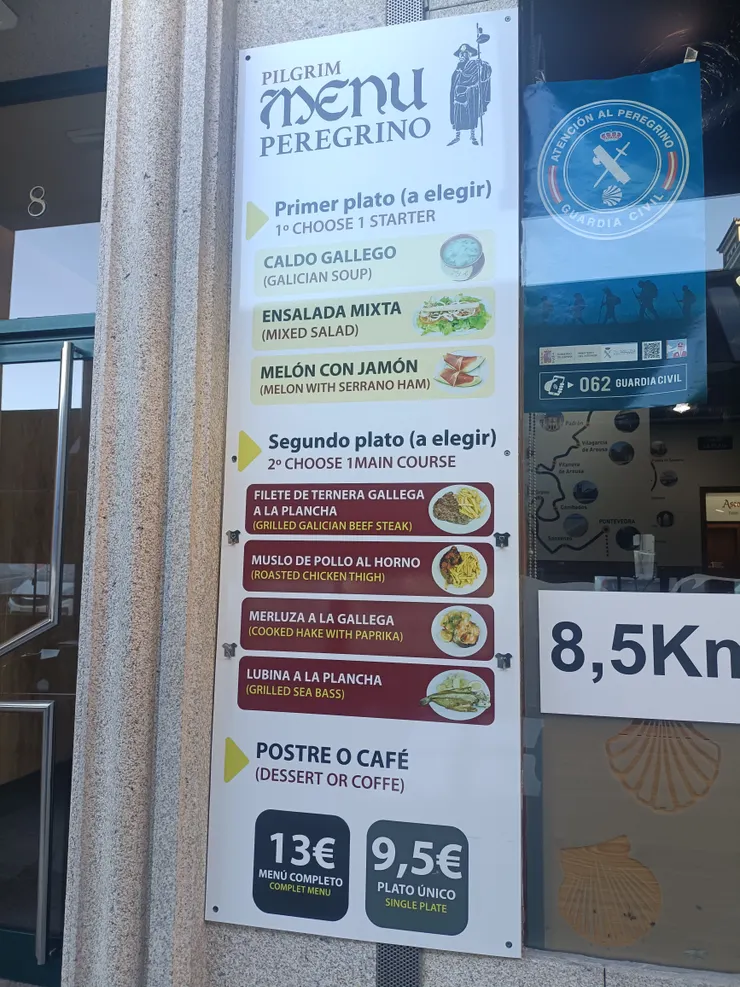 PILGRIM
MENU
PEREGRINO
Primer plato (a elegir)
1º CHOOSE 1 STARTER
CALDO GALLEGO
(GALICIAN SOUP)
ENSALADA MIXTA
(MIXED SALAD)
MELÓN CON JAMÓN
(MELON WITH SERRANO HAM)
Segundo plato (a elegir)
2º CHOOSE 1MAIN COURSE
FILETE DE TERNERA GALLEGA
A LA PLANCHA
(GRILLED GALICIAN BEEF STEAK)
MUSLO DE POLLO AL HORNO
(ROASTED CHICKEN THIGH)
MERLUZA A LA GALLEGA
(COOKED HAKE WITH PAPRIKA)
LUBINA A LA PLANCHA
(GRILLED SEA BASS)
POSTRE O CAFÉ
(DESSERT OR COFFE)
13€
MENÚ COMPLETO
COMPLET MENU
9,5€
PLATO ÚNICO
SINGLE PLATE
8
ATENCIÓN AL PEREGRINO
GUARDIA CIVIL
062 GUARDIA CIVIL
Padrón
Vilagarcía
de Arousa
PONTEVEDRA
8,5Km